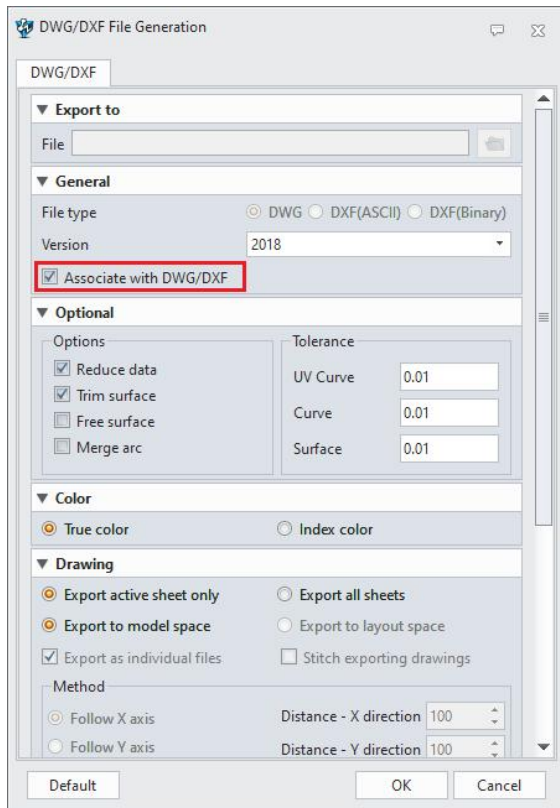 DWG/DXF File Generation
DWG/DXF
Export to
File
General
File type DWG DXF(ASCII) DXF(Binary)
Version 2018
Associate with DWG/DXF
Optional
Options Tolerance
Reduce data UV Curve 0.01
Trim surface
Free surface Curve 0.01
Merge arc Surface 0.01
Color
True color Index color
Drawing
Export active sheet only Export all sheets
Export to model space Export to layout space
Export as individual files Stitch exporting drawings
Method
Follow X axis Distance - X direction 100
Follow Y axis Distance - Y direction 100
Default OK Cancel